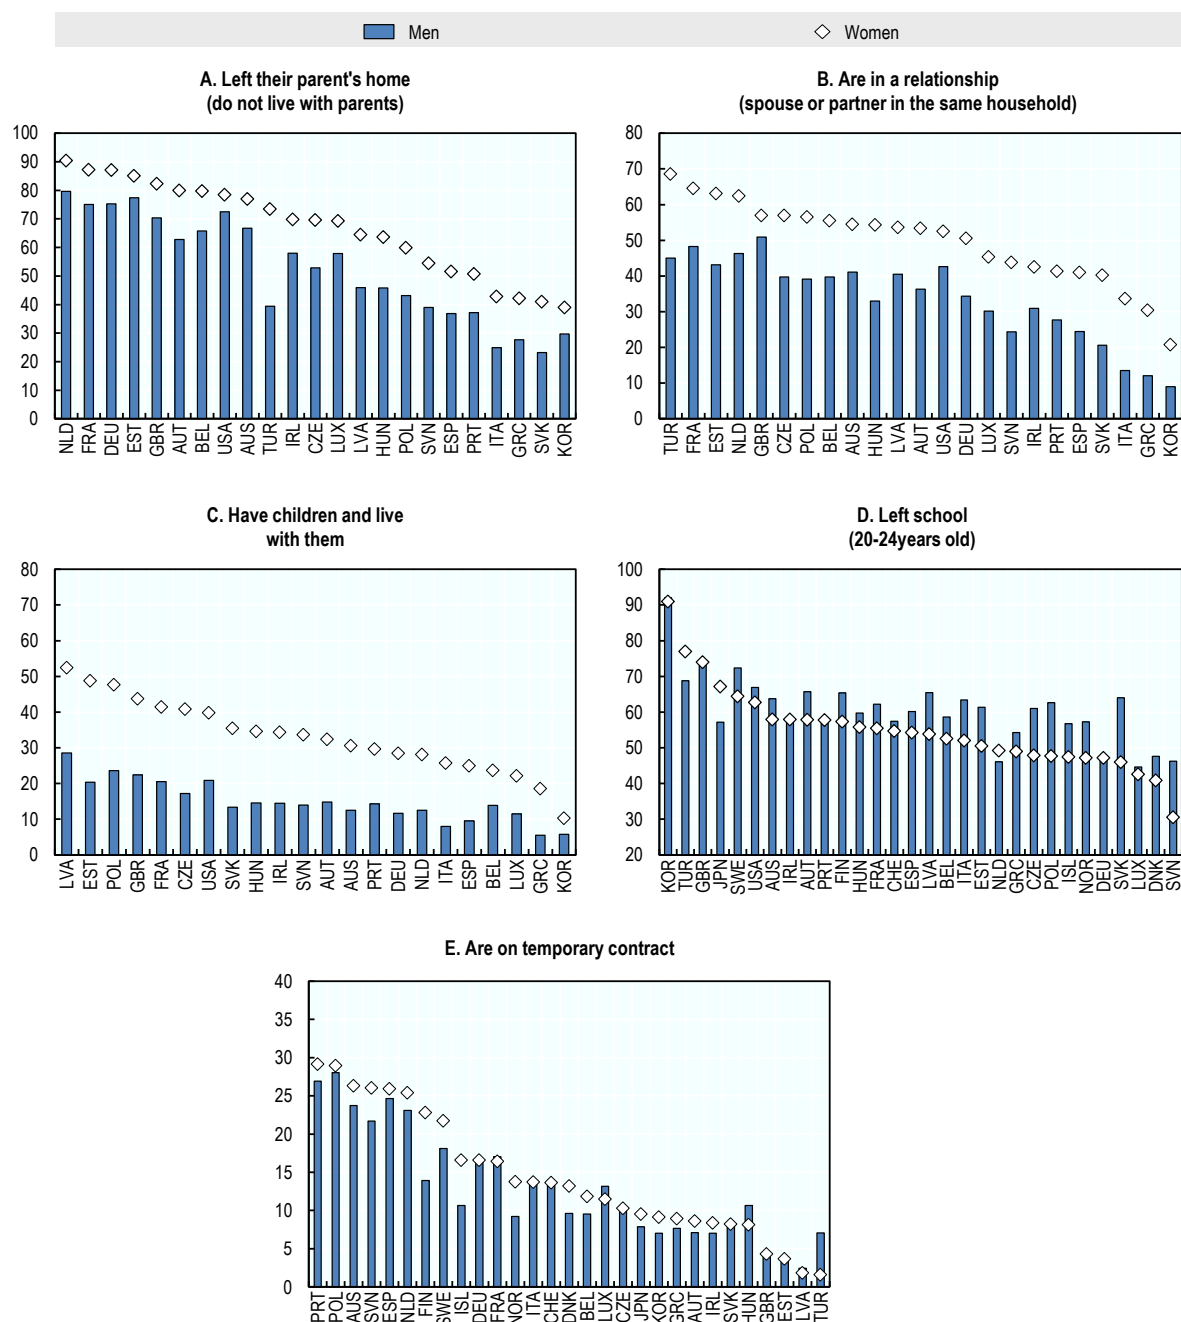 Men
Women
A. Left their parent's home
(do not live with parents)
100
90
80
70
60
50
40
30
20
10
0
NLD FRA DEU EST GBR AUT BEL USA AUS TUR IRL CZE LUX LVA HUN POL SVN ESP PRT ITA GRC SVK KOR
B. Are in a relationship
(spouse or partner in the same household)
80
70
60
50
40
30
20
10
0
TUR FRA EST NLD GBR CZE POL BEL AUS HUN LVA AUT USA DEU LUX SVN IRL PRT ESP SVK ITA GRC KOR
C. Have children and live
with them
80
70
60
50
40
30
20
10
0
LVA EST POL GBR FRA CZE USA SVK HUN IRL SVN AUT AUS PRT DEU NLD ITA ESP BEL LUX GRC KOR
D. Left school
(20-24years old)
100
90
80
70
60
50
40
30
20
KOR TUR GBR JPN SWE USA AUS IRL AUT PRT FIN HUN FRA CHE ESP LVA BEL ITA EST NLD GRC CZE POL ISL NOR DEU SVK LUX DNK SVN
E. Are on temporary contract
40
35
30
25
20
15
10
5
0
PRT POL AUS SVN ESP NLD FIN SWE ISL DEU FRA NOR ITA CHE DNK BEL LUX CZE JPN KOR GRC AUT IRL SVK HUN GBR EST LVA TUR